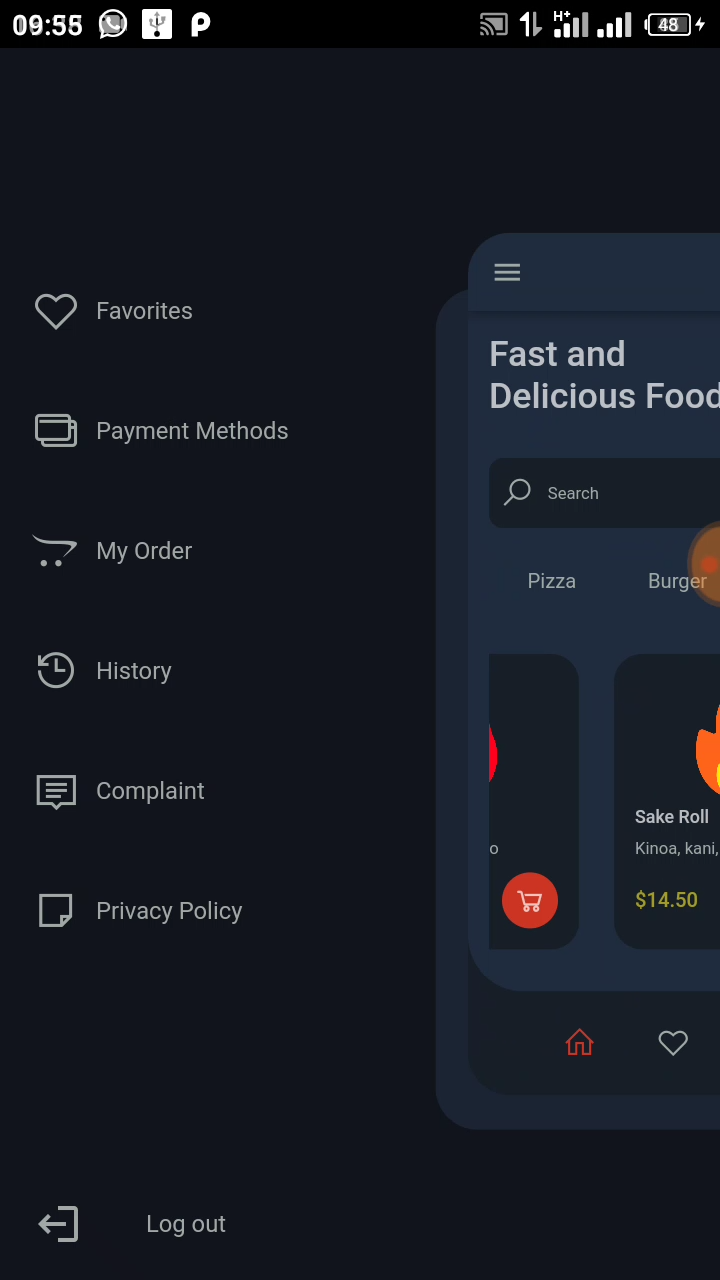 09:55
H+
48
Favorites
Payment Methods
My Order
History
Complaint
Privacy Policy
Log out
Fast and
Delicious Food
Search
Pizza Burger
o
Sake Roll
Kinoa, kani,
$14.50